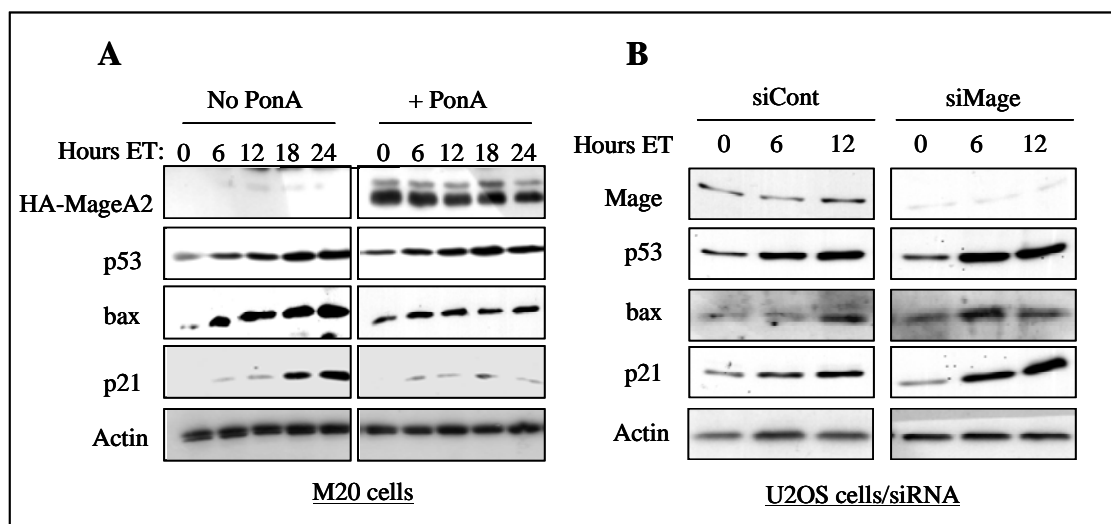 A
B
No PonA
+ PonA
siCont
siMage
Hours ET: 0 6 12 18 24 0 6 12 18 24
Hours ET 0 6 12 0 6 12
HA-MageA2
Mage
p53
p53
bax
bax
p21
p21
Actin
Actin
M20 cells
U2OS cells/siRNA